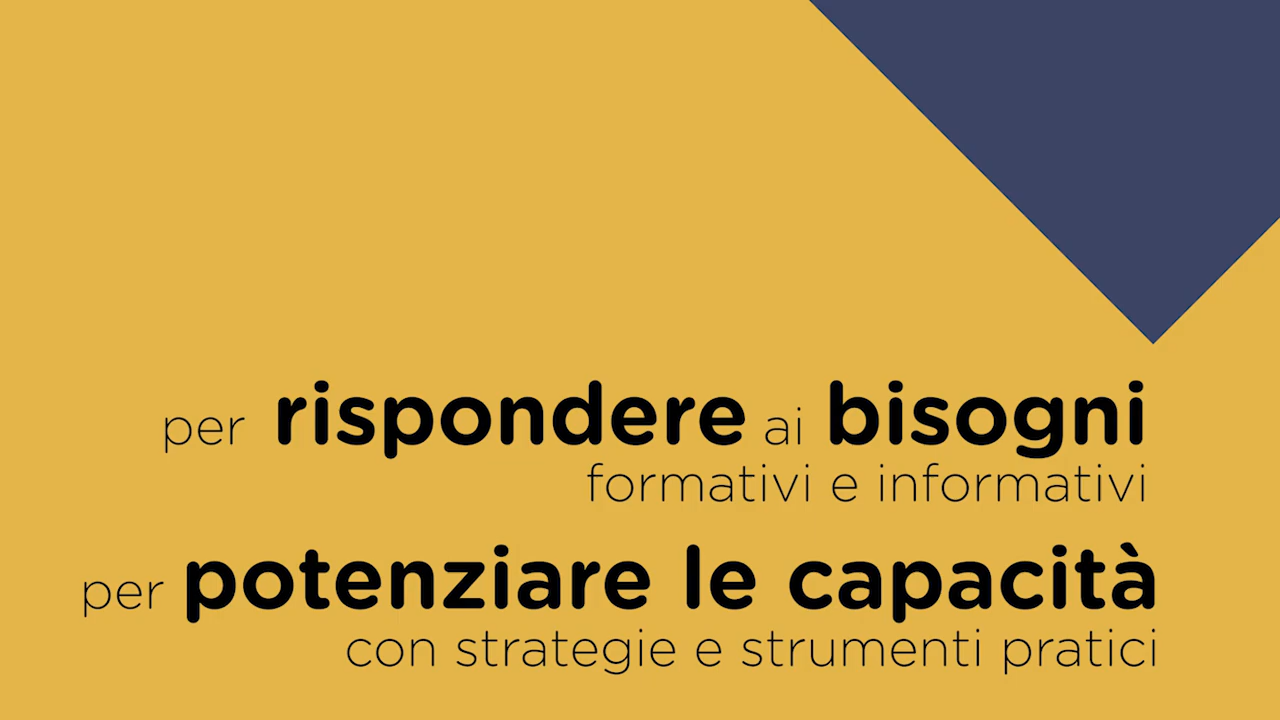 per rispondere ai bisogni
formativi e informativi
per potenziare le capacità
con strategie e strumenti pratici